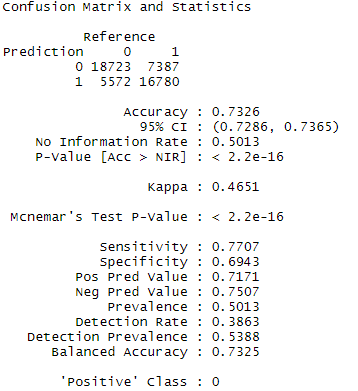 Confusion Matrix and Statistics
Reference
Prediction 0 1
0 18723 7387
1 5572 16780
Accuracy : 0.7326
95% CI : (0.7286, 0.7365)
No Information Rate : 0.5013
P-Value [Acc > NIR] : < 2.2e-16
Kappa : 0.4651
Mcnemar's Test P-Value : < 2.2e-16
Sensitivity : 0.7707
Specificity : 0.6943
Pos Pred Value : 0.7171
Neg Pred Value : 0.7507
Prevalence : 0.5013
Detection Rate : 0.3863
Detection Prevalence : 0.5388
Balanced Accuracy : 0.7325
'Positive' Class : 0